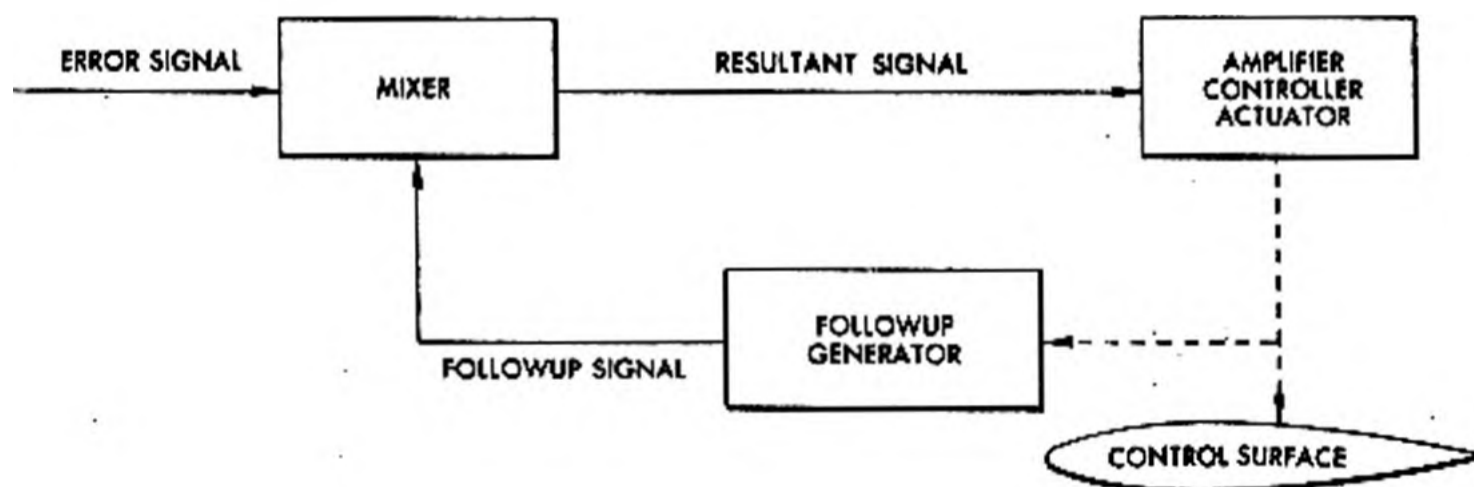 ERROR SIGNAL
MIXER
RESULTANT SIGNAL
AMPLIFIER
CONTROLLER
ACTUATOR
FOLLOWUP
GENERATOR
FOLLOWUP SIGNAL
CONTROL SURFACE